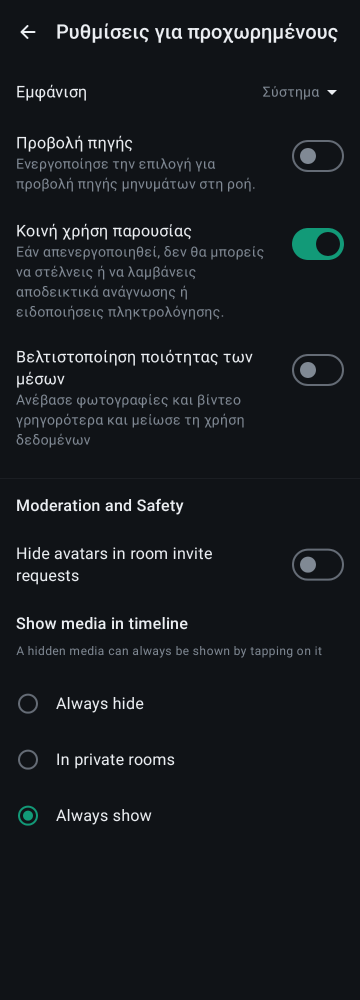 Ρυθμίσεις για προχωρημένους
Εμφάνιση
Σύστημα
Προβολή πηγής
Ενεργοποίησε την επιλογή για
προβολή πηγής μηνυμάτων στη ροή.
Κοινή χρήση παρουσίας
Εάν απενεργοποιηθεί, δεν θα μπορείς
να στέλνεις ή να λαμβάνεις
αποδεικτικά ανάγνωσης ή
ειδοποιήσεις πληκτρολόγησης.
Βελτιστοποίηση ποιότητας των
μέσων
Ανέβασε φωτογραφίες και βίντεο
γρηγορότερα και μείωσε τη χρήση
δεδομένων
Moderation and Safety
Hide avatars in room invite
requests
Show media in timeline
A hidden media can always be shown by tapping on it
Always hide
In private rooms
Always show